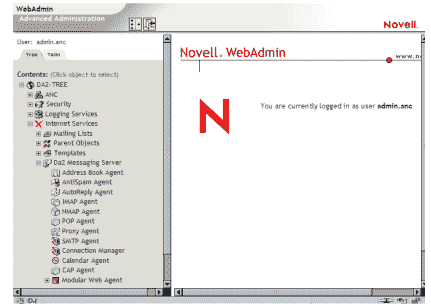 WebAdmin
Advanced Administration
Novell.
User: admin.anc
Tree Tasks
Novell. WebAdmin
www.n
Contents: (Click object to select)
DA2-TREE
ANC
Security
Logging Services
Internet Services
Mailing Lists
Parent Objects
Templates
Da2 Messaging Server
Address Book Agent
AntiSpam Agent
AutoReply Agent
IMAP Agent
NMAP Agent
POP Agent
Proxy Agent
SMTP Agent
Connection Manager
Calendar Agent
CAP Agent
Modular Web Agent
N
You are currently logged in as user admin.anc